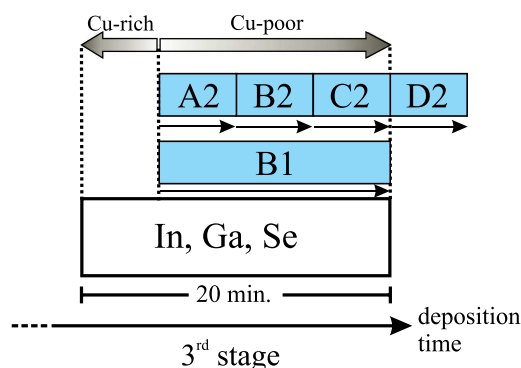 Cu-rich Cu-poor
A2 B2 C2 D2
B1
In, Ga, Se
20 min.
deposition
time
3rd stage